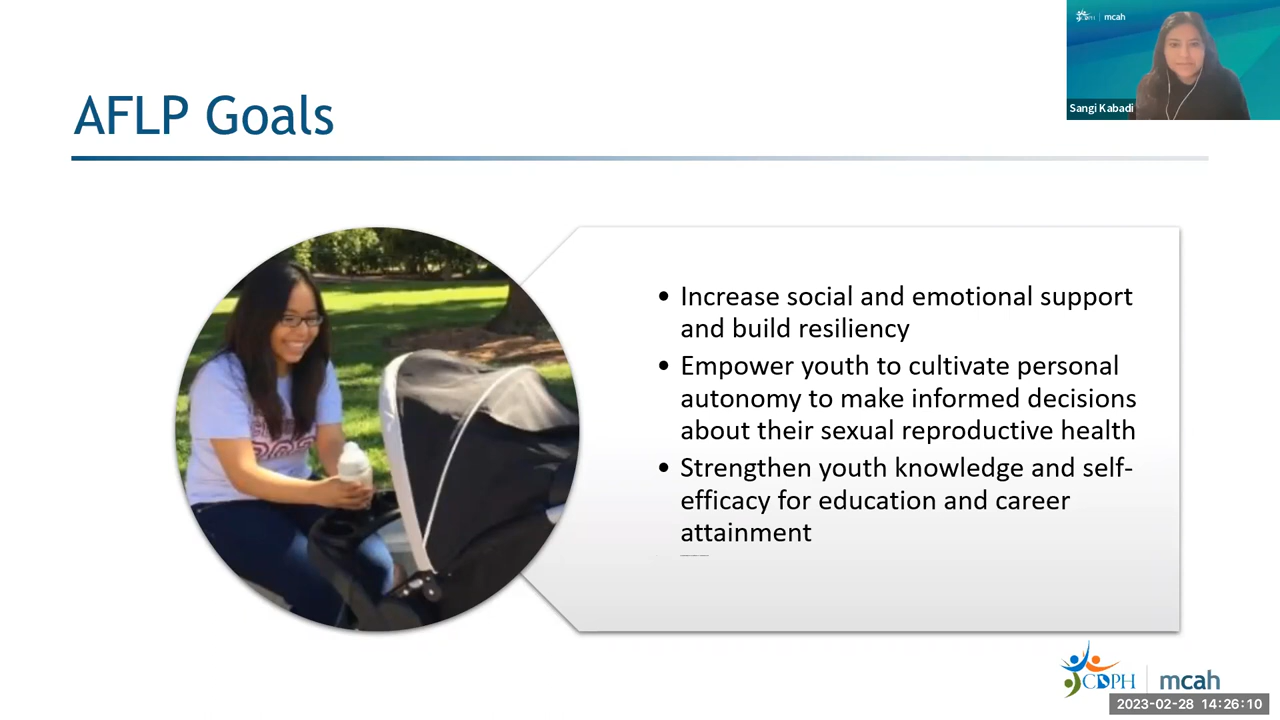 mcah
Sangi Kabadi
AFLP Goals
• Increase social and emotional support
and build resiliency
• Empower youth to cultivate personal
autonomy to make informed decisions
about their sexual reproductive health
• Strengthen youth knowledge and self-
efficacy for education and career
attainment
CDPH | mcah
2023-02-28 14:26:10